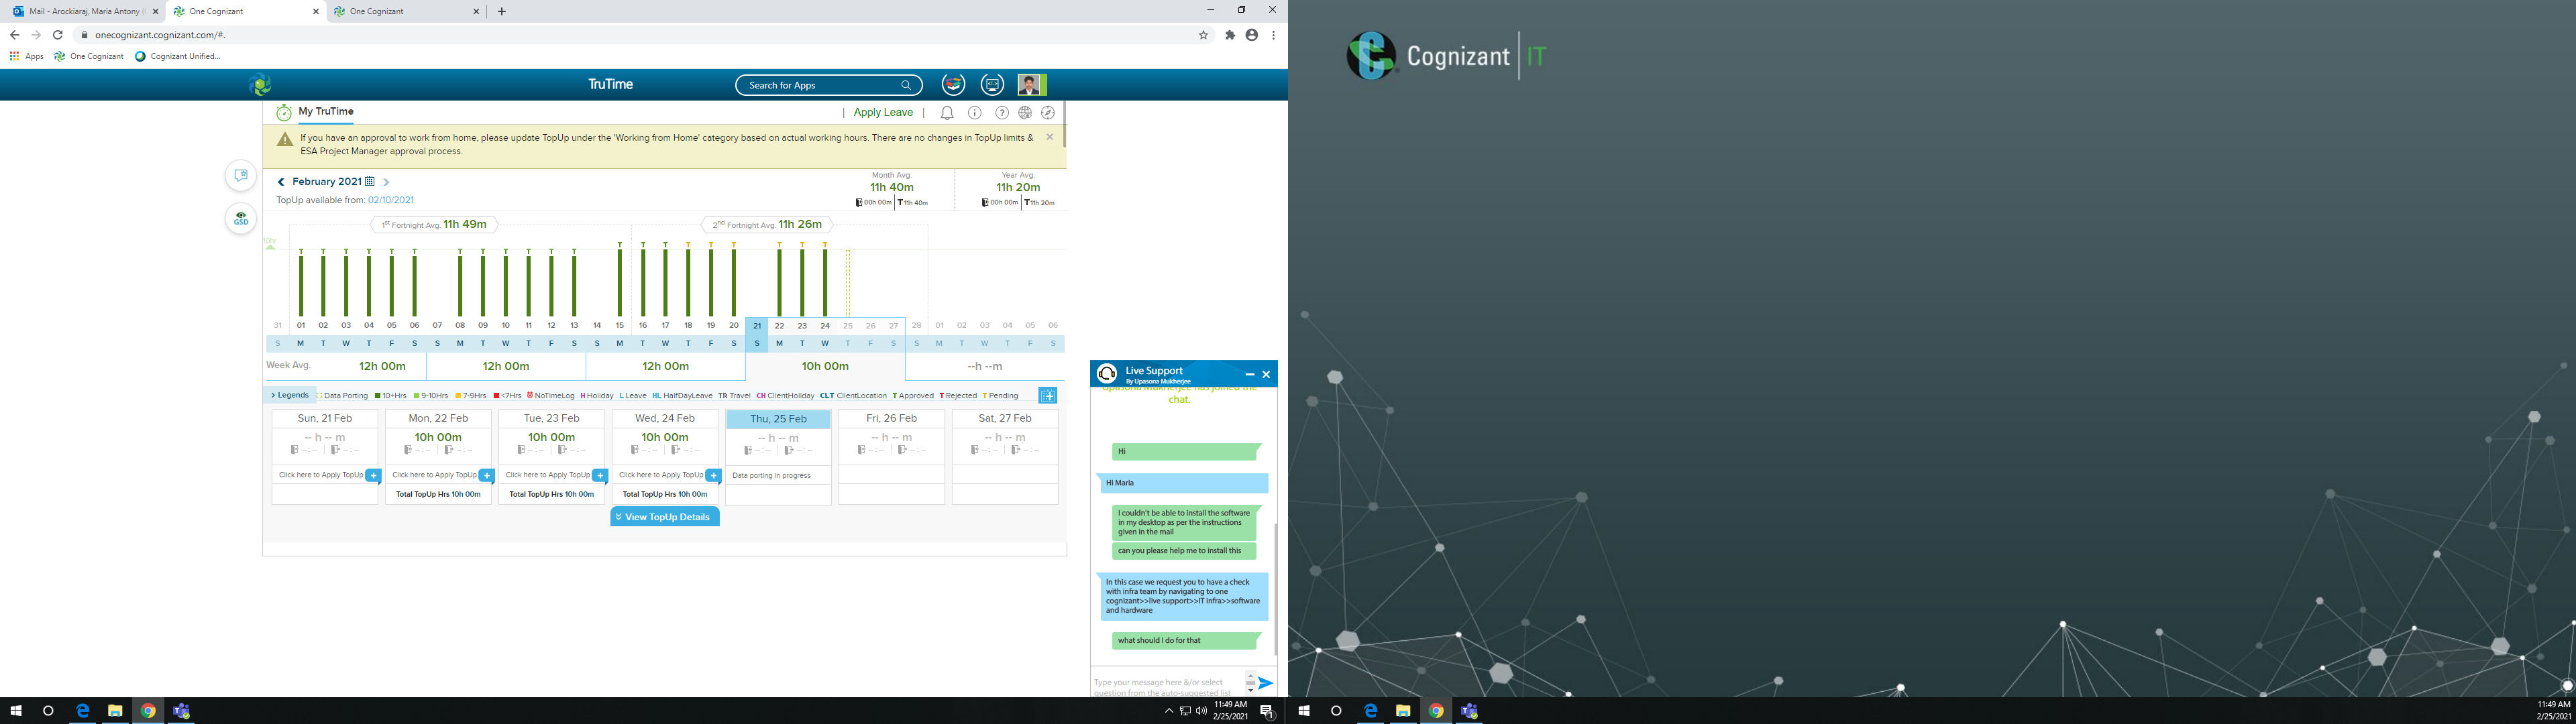 Mail - Arockiaraj, Maria Antony
One Cognizant
One Cognizant
onecognizant.cognizant.com/#.
Apps
One Cognizant
Cognizant Unified...
TruTime
Search for Apps
My TruTime
| Apply Leave |
If you have an approval to work from home, please update TopUp under the 'Working from Home' category based on actual working hours. There are no changes in TopUp limits &
ESA Project Manager approval process.
GSD
February 2021
TopUp available from: 02/10/2021
Month Avg.
11h 40m
00h 00m T 11h 40m
Year Avg.
11h 20m
00h 00m T 11h 20m
1st Fortnight Avg. 11h 49m
2nd Fortnight Avg. 11h 26m
T T T T T T T T T T T T T T T T T T T T T
31 01 02 03 04 05 06 07 08 09 10 11 12 13 14 15 16 17 18 19 20 21 22 23 24 25 26 27 28 01 02 03 04 05 06
S M T W T F S S M T W T F S S M T W T F S S M T W T F S S M T W T F S
Week Avg. 12h 00m 12h 00m 12h 00m 10h 00m --h --m
> Legends Data Porting 10+Hrs 9-10Hrs 7-9Hrs <7Hrs NoTimeLog H Holiday L Leave HL HalfDayLeave TR Travel CH ClientHoliday CLT ClientLocation T Approved T Rejected T Pending
Sun, 21 Feb Mon, 22 Feb Tue, 23 Feb Wed, 24 Feb Thu, 25 Feb Fri, 26 Feb Sat, 27 Feb
-- h -- m 10h 00m 10h 00m 10h 00m -- h -- m -- h -- m -- h -- m
-- : -- -- : -- -- : -- -- : -- -- : -- -- : -- -- : -- -- : -- -- : -- -- : -- -- : -- -- : -- -- : -- -- : --
Click here to Apply TopUp + Click here to Apply TopUp + Click here to Apply TopUp + Click here to Apply TopUp + Data porting in progress
Total TopUp Hrs 10h 00m Total TopUp Hrs 10h 00m Total TopUp Hrs 10h 00m
View TopUp Details
Live Support
By Upasona Mukherjee
Upasona Mukherjee has joined the
chat.
Hi
Hi Maria
I couldn't be able to install the software
in my desktop as per the instructions
given in the mail
can you please help me to install this
In this case we request you to have a check
with infra team by navigating to one
cognizant>>live support>>IT infra>>software
and hardware
what should I do for that
Type your message here &/or select
question from the auto-suggested list
11:49 AM
2/25/2021
1
Cognizant | IT
11:49 AM
2/25/2021